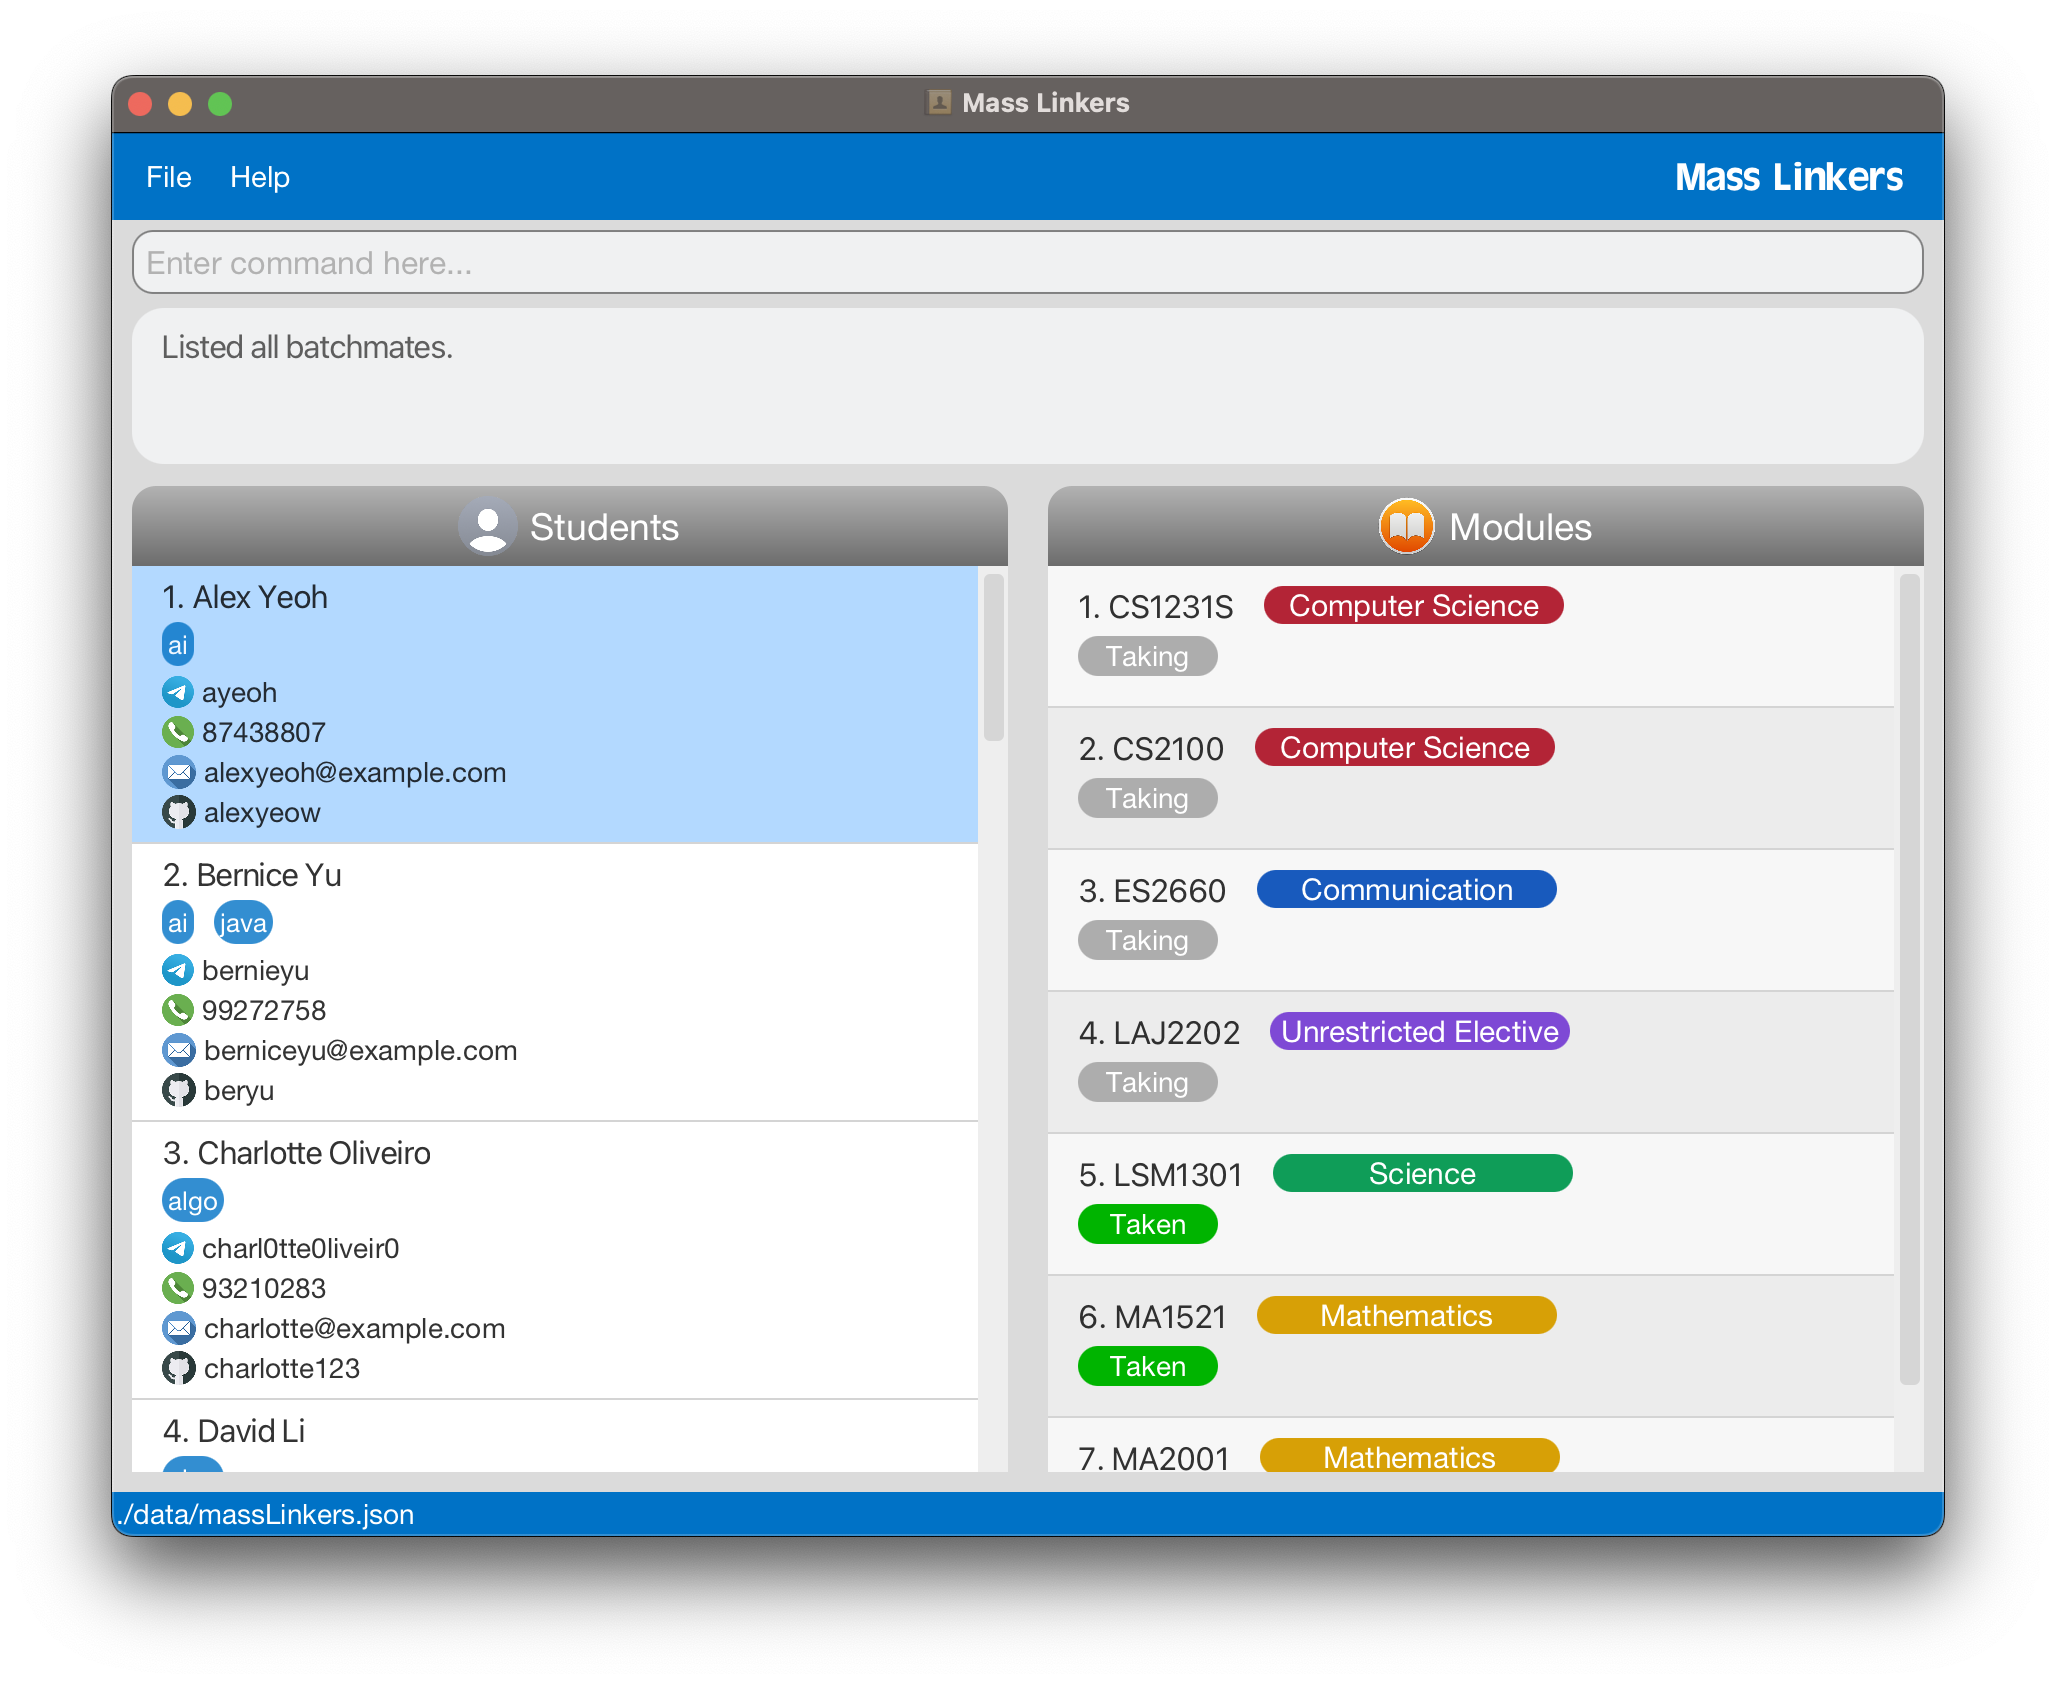 Mass Linkers
File Help Mass Linkers
Enter command here...
Listed all batchmates.
Students
1. Alex Yeoh
ai
ayeoh
87438807
alexyeoh@example.com
alexyeow
2. Bernice Yu
ai java
bernieyu
99272758
berniceyu@example.com
beryu
3. Charlotte Oliveiro
algo
charl0tte0liveir0
93210283
charlotte@example.com
charlotte123
4. David Li
Modules
1. CS1231S Computer Science
Taking
2. CS2100 Computer Science
Taking
3. ES2660 Communication
Taking
4. LAJ2202 Unrestricted Elective
Taking
5. LSM1301 Science
Taken
6. MA1521 Mathematics
Taken
7. MA2001 Mathematics
./data/massLinkers.json